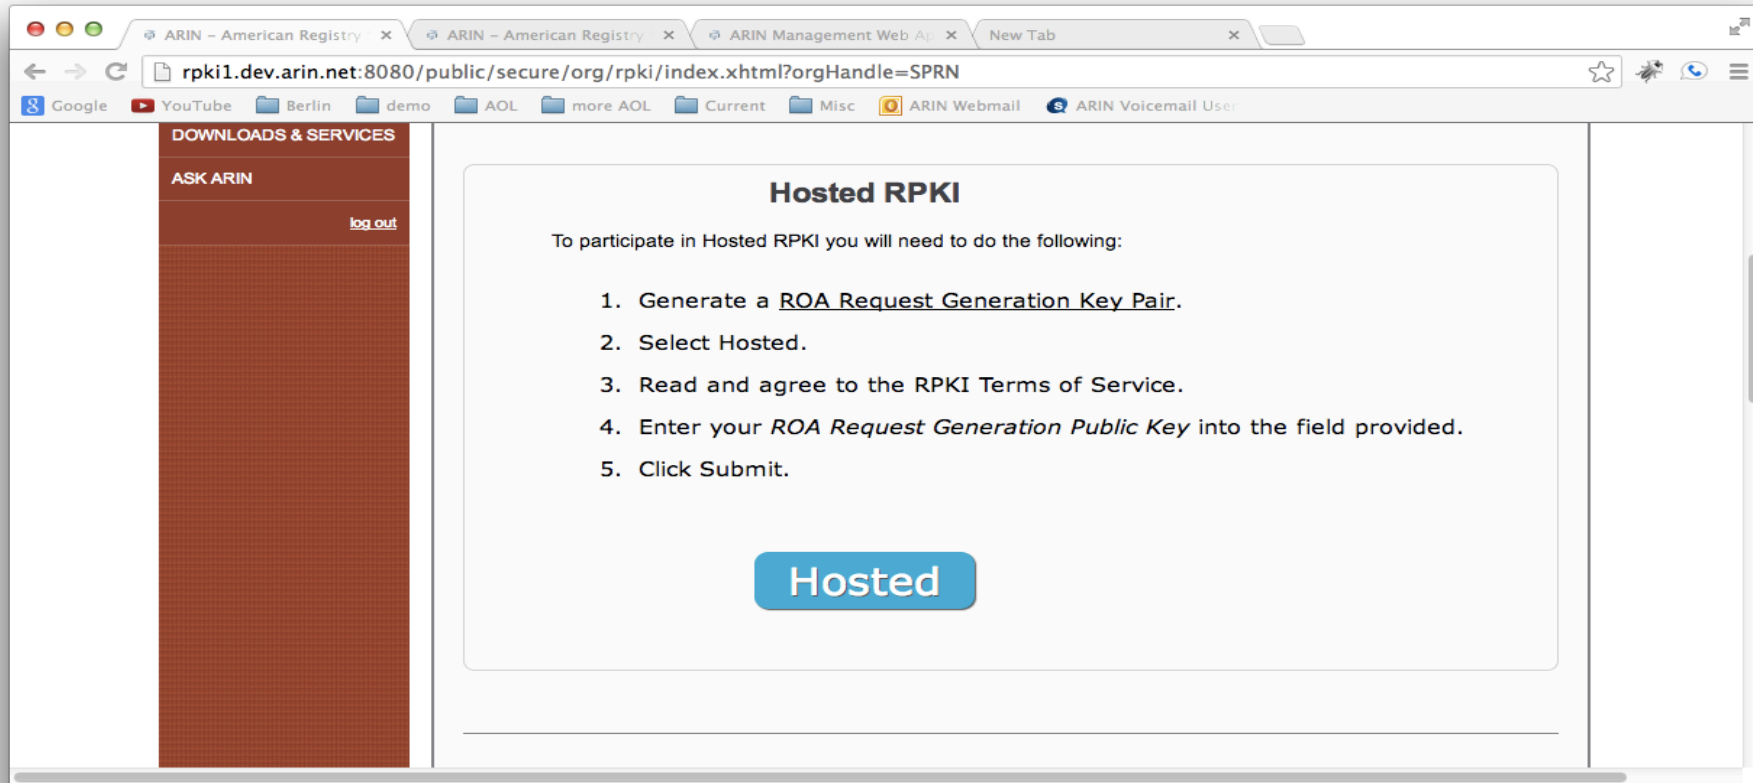 ARIN – American Registry
ARIN – American Registry
ARIN Management Web Ap
New Tab
rpki1.dev.arin.net:8080/public/secure/org/rpki/index.xhtml?orgHandle=SPRN
Google YouTube Berlin demo AOL more AOL Current Misc ARIN Webmail ARIN Voicemail User
DOWNLOADS & SERVICES
ASK ARIN
log out
Hosted RPKI
To participate in Hosted RPKI you will need to do the following:
1. Generate a ROA Request Generation Key Pair.
2. Select Hosted.
3. Read and agree to the RPKI Terms of Service.
4. Enter your ROA Request Generation Public Key into the field provided.
5. Click Submit.
Hosted